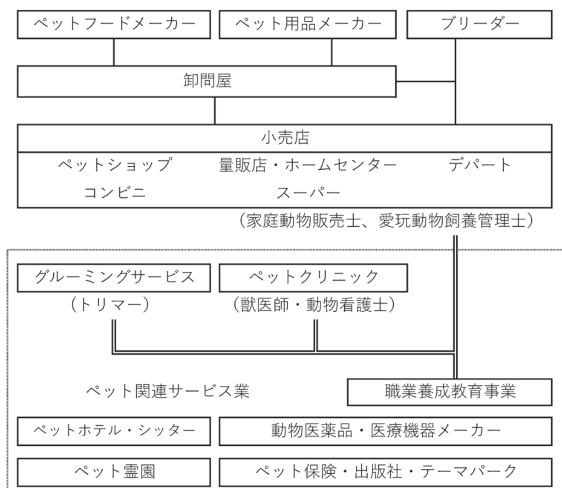 ペットフードメーカー ペット用品メーカー ブリーダー
卸問屋
小売店
ペットショップ 量販店・ホームセンター デパート
コンビニ スーパー
(家庭動物販売士、愛玩動物飼養管理士)
グルーミングサービス ペットクリニック
(トリマー) (獣医師・動物看護士)
ペット関連サービス業 職業養成教育事業
ペットホテル・シッター 動物医薬品・医療機器メーカー
ペット霊園 ペット保険・出版社・テーマパーク